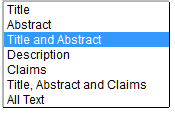 Title
Abstract
Title and Abstract
Description
Claims
Title, Abstract and Claims
All Text